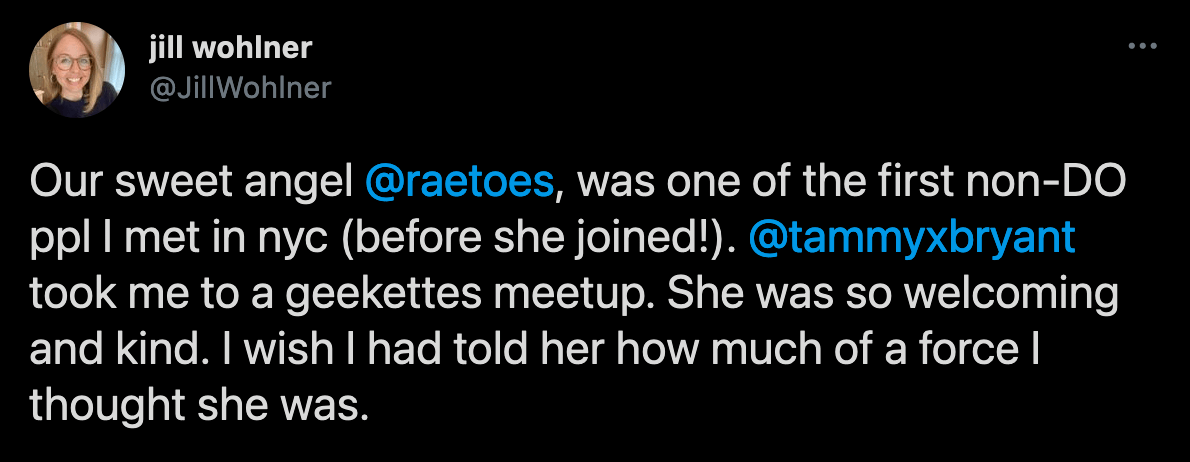 jill wohlner
@JillWohlner
Our sweet angel @raetoes, was one of the first non-DO
ppl I met in nyc (before she joined!). @tammyxbryant
took me to a geekettes meetup. She was so welcoming
and kind. I wish I had told her how much of a force I
thought she was.